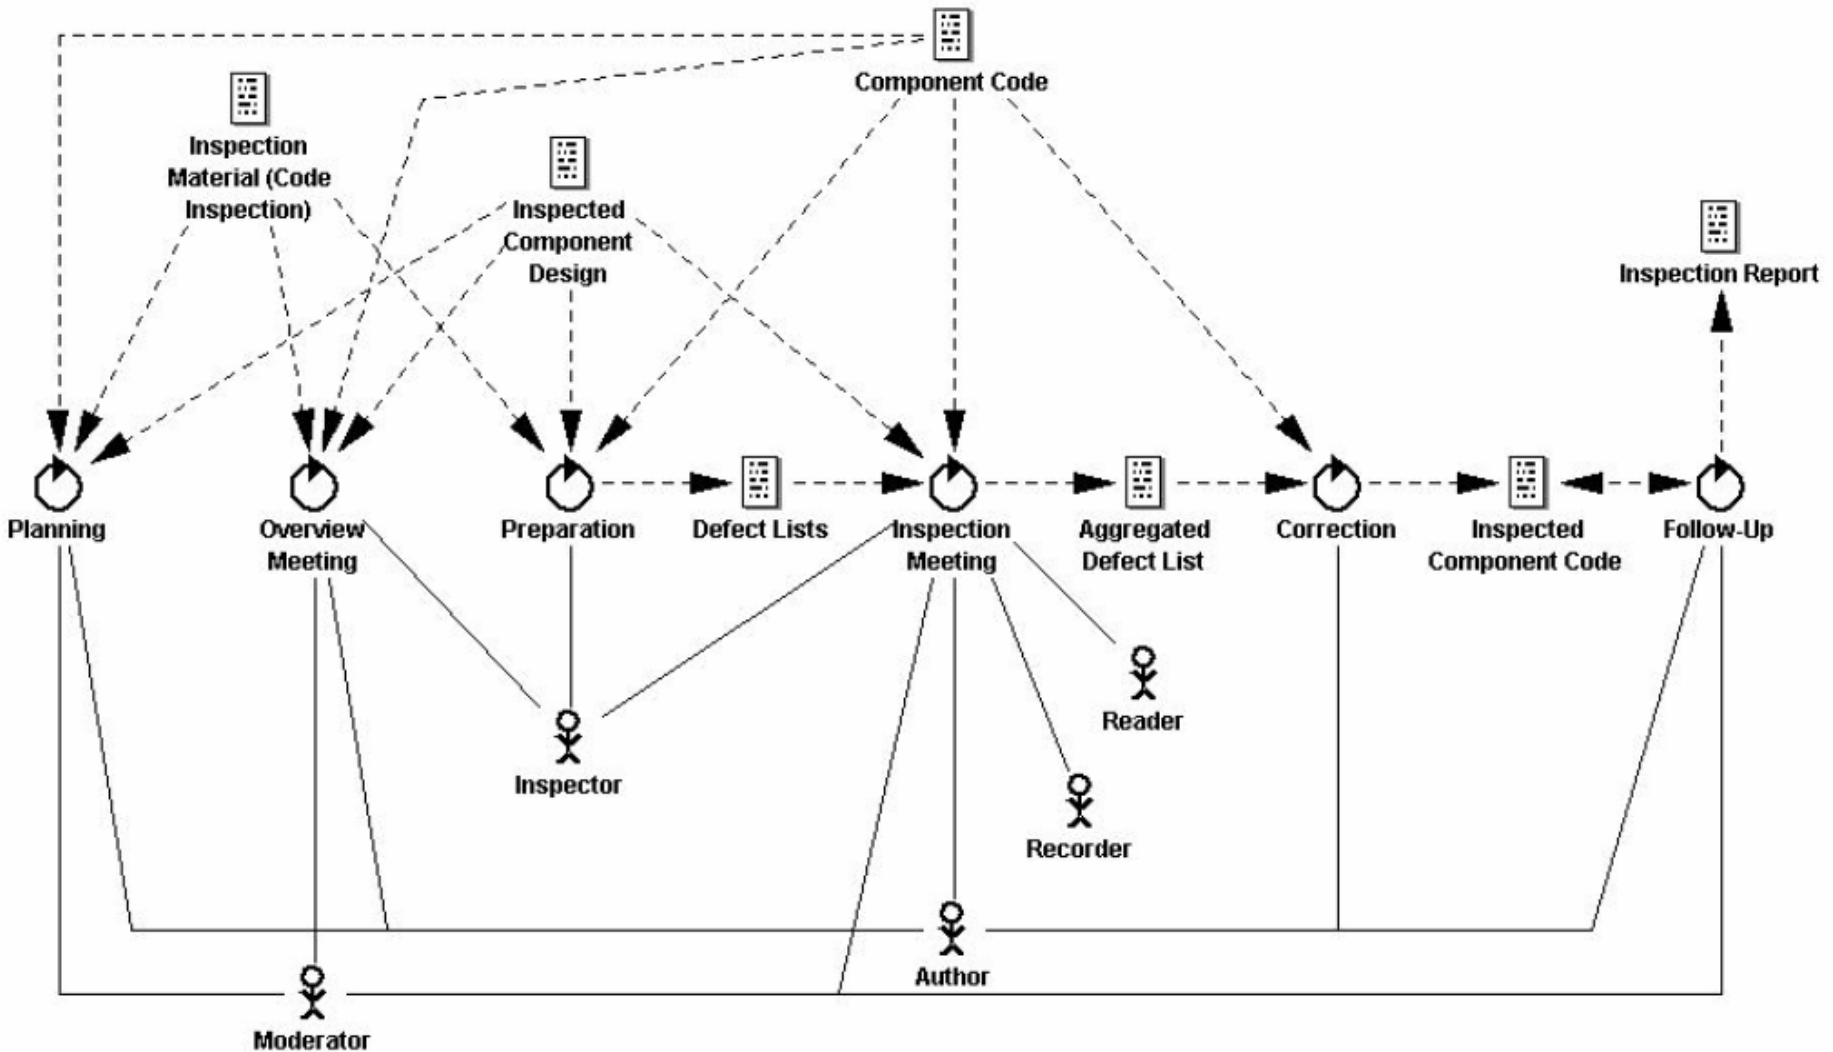 Component Code
Inspection
Material (Code
Inspection)
Inspected
Component
Design
Inspection Report
Planning
Overview
Meeting
Preparation
Defect Lists
Inspection
Meeting
Aggregated
Defect List
Correction
Inspected
Component Code
Follow-Up
Reader
Inspector
Recorder
Author
Moderator